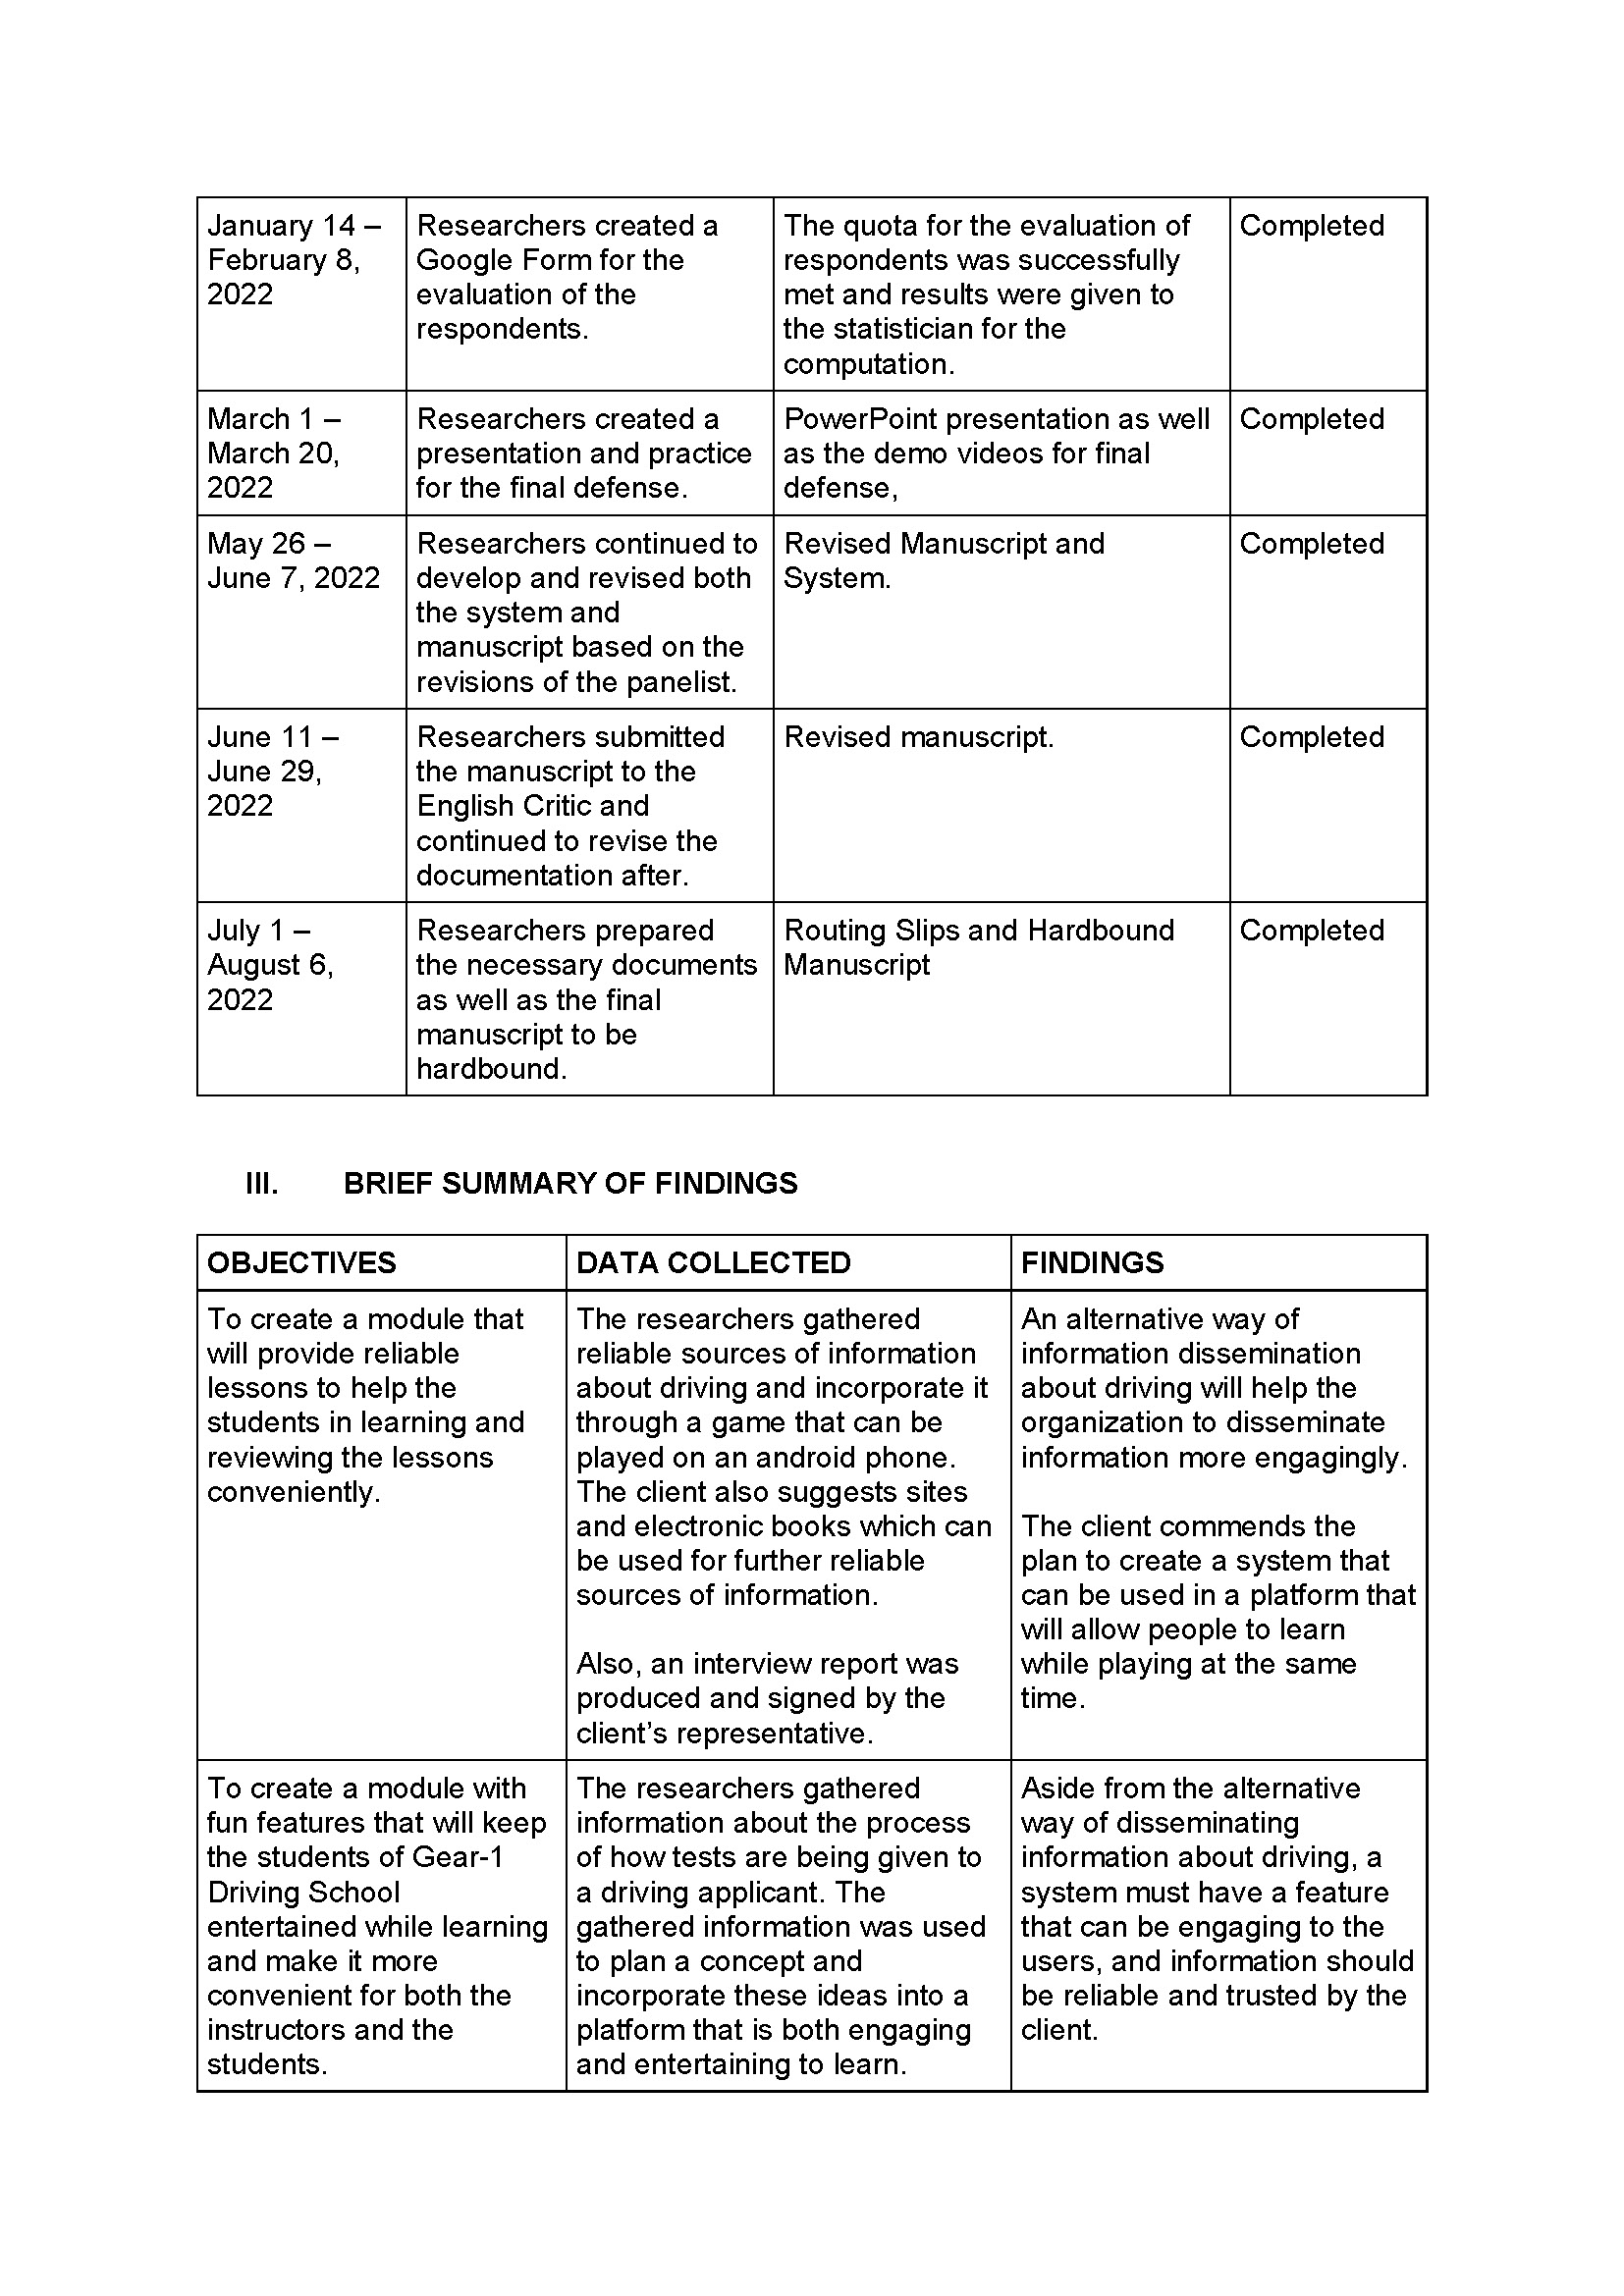 January 14 –
February 8,
2022
Researchers created a
Google Form for the
evaluation of the
respondents.
The quota for the evaluation of
respondents was successfully
met and results were given to
the statistician for the
computation.
Completed
March 1 –
March 20,
2022
Researchers created a
presentation and practice
for the final defense.
PowerPoint presentation as well
as the demo videos for final
defense,
Completed
May 26 –
June 7, 2022
Researchers continued to
develop and revised both
the system and
manuscript based on the
revisions of the panelist.
Revised Manuscript and
System.
Completed
June 11 –
June 29,
2022
Researchers submitted
the manuscript to the
English Critic and
continued to revise the
documentation after.
Revised manuscript.
Completed
July 1 –
August 6,
2022
Researchers prepared
the necessary documents
as well as the final
manuscript to be
hardbound.
Routing Slips and Hardbound
Manuscript
Completed
III. BRIEF SUMMARY OF FINDINGS
OBJECTIVES
DATA COLLECTED
FINDINGS
To create a module that
will provide reliable
lessons to help the
students in learning and
reviewing the lessons
conveniently.
The researchers gathered
reliable sources of information
about driving and incorporate it
through a game that can be
played on an android phone.
The client also suggests sites
and electronic books which can
be used for further reliable
sources of information.
Also, an interview report was
produced and signed by the
client’s representative.
An alternative way of
information dissemination
about driving will help the
organization to disseminate
information more engagingly.
The client commends the
plan to create a system that
can be used in a platform that
will allow people to learn
while playing at the same
time.
To create a module with
fun features that will keep
the students of Gear-1
Driving School
entertained while learning
and make it more
convenient for both the
instructors and the
students.
The researchers gathered
information about the process
of how tests are being given to
a driving applicant. The
gathered information was used
to plan a concept and
incorporate these ideas into a
platform that is both engaging
and entertaining to learn.
Aside from the alternative
way of disseminating
information about driving, a
system must have a feature
that can be engaging to the
users, and information should
be reliable and trusted by the
client.